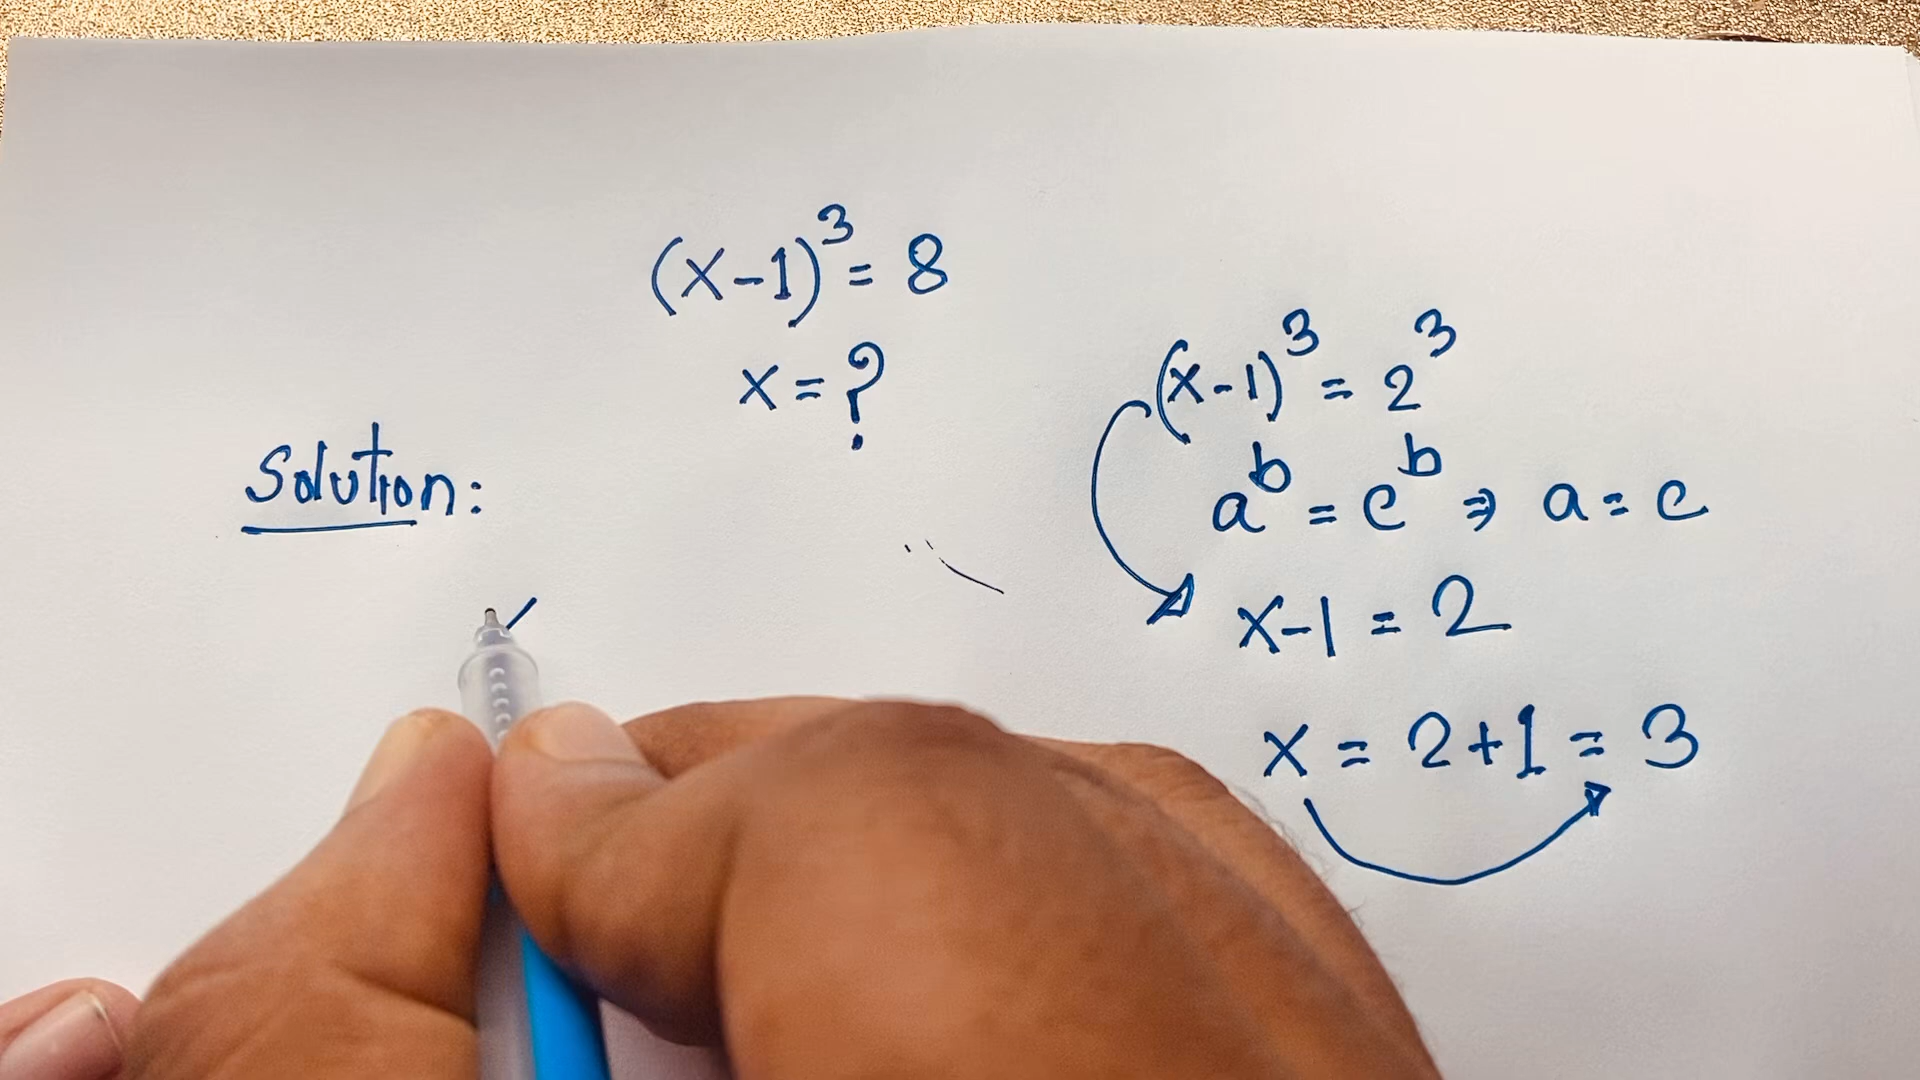 (x-1)³ = 8
x = ?
Solution:
(x-1)³ = 2³
aᵇ = cᵇ ⇒ a = c
x-1 = 2
x = 2+1 = 3